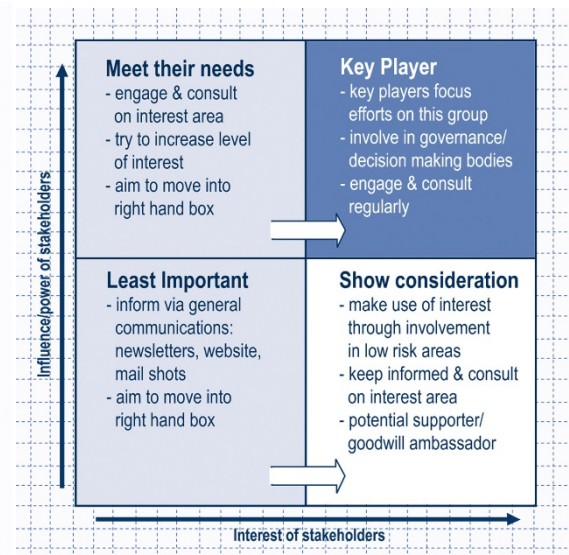 Influence/power of stakeholders
Meet their needs
- engage & consult
on interest area
- try to increase level
of interest
- aim to move into
right hand box
Key Player
- key players focus
efforts on this group
- involve in governance/
decision making bodies
- engage & consult
regularly
Least Important
- inform via general
communications:
newsletters, website,
mail shots
- aim to move into
right hand box
Show consideration
- make use of interest
through involvement
in low risk areas
- keep informed & consult
on interest area
- potential supporter/
goodwill ambassador
Interest of stakeholders